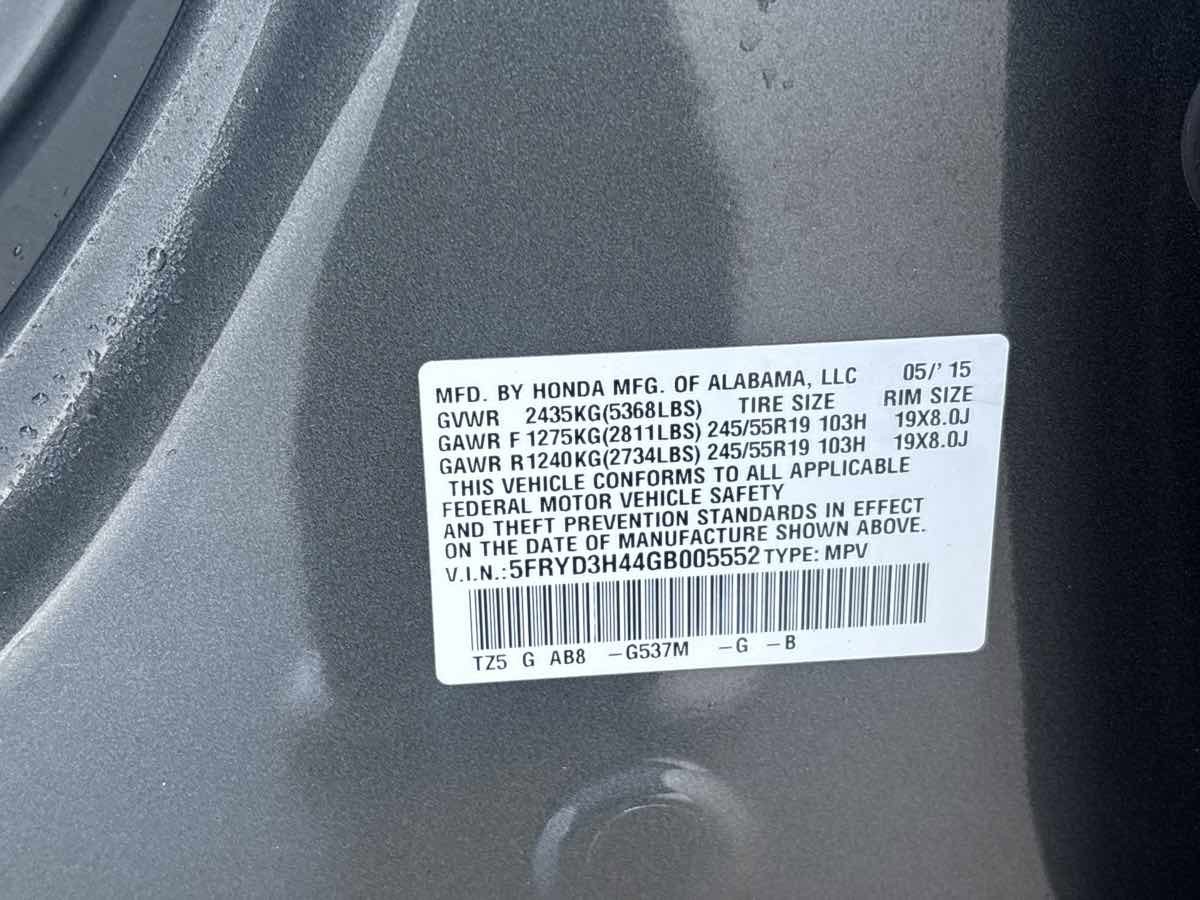 MFD. BY HONDA MFG. OF ALABAMA, LLC 05/' 15
GVWR 2435KG(5368LBS) TIRE SIZE RIM SIZE
GAWR F 1275KG(2811LBS) 245/55R19 103H 19X8.0J
GAWR R 1240KG(2734LBS) 245/55R19 103H 19X8.0J
THIS VEHICLE CONFORMS TO ALL APPLICABLE
FEDERAL MOTOR VEHICLE SAFETY
AND THEFT PREVENTION STANDARDS IN EFFECT
ON THE DATE OF MANUFACTURE SHOWN ABOVE.
V.I.N.: 5FRYD3H44GB005552 TYPE: MPV
TZ5 G AB8 -G537M -G -B